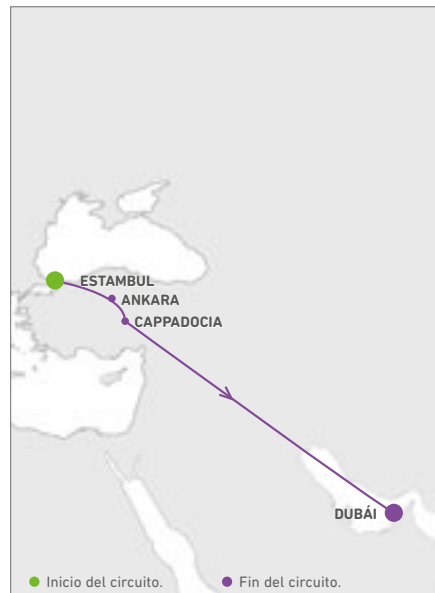 ESTAMBUL
ANKARA
CAPPADOCIA
DUBÁI
Inicio del circuito. Fin del circuito.